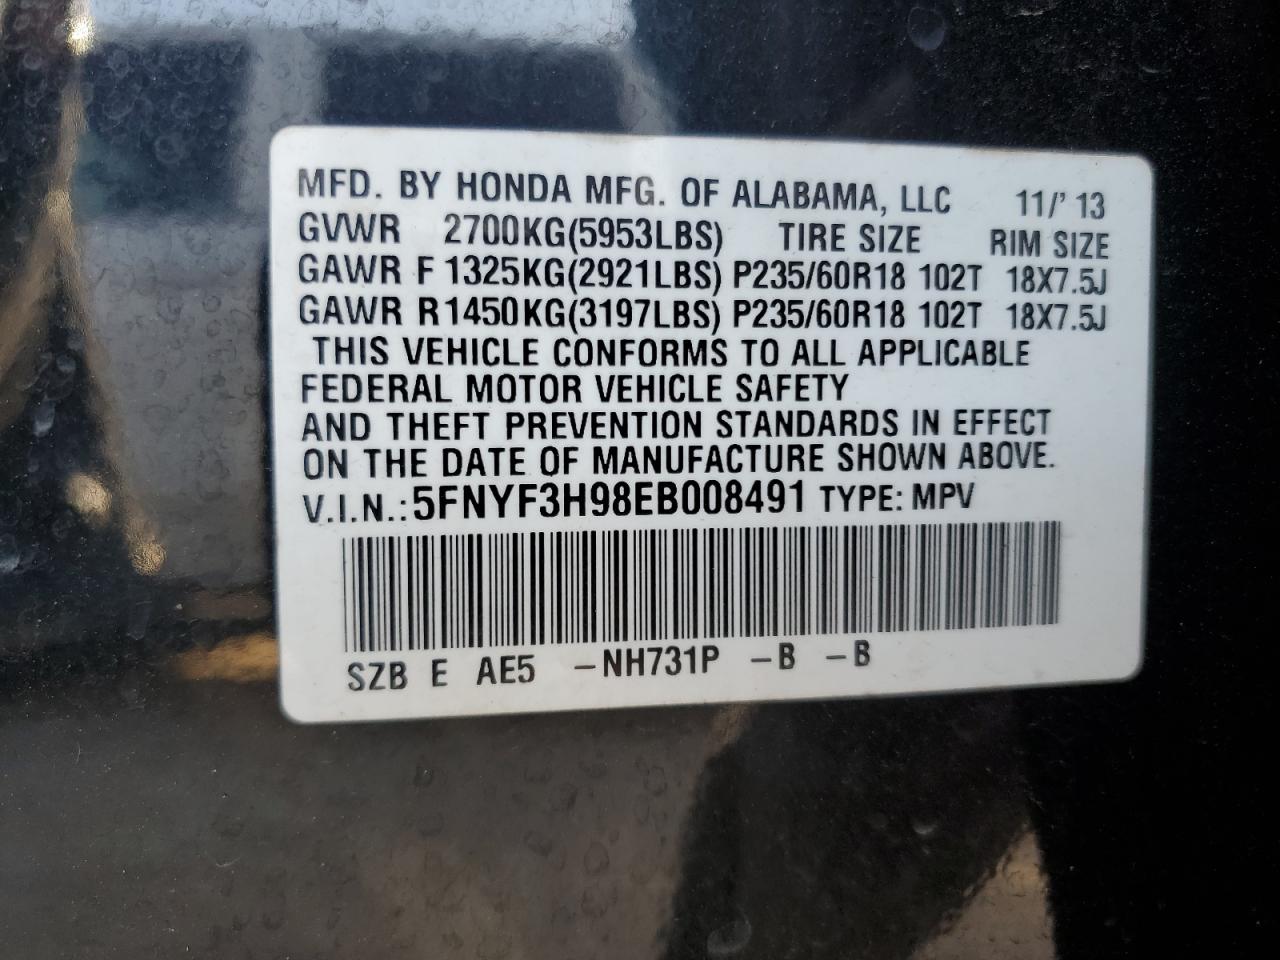 MFD. BY HONDA MFG. OF ALABAMA, LLC 11/' 13
GVWR 2700KG(5953LBS) TIRE SIZE RIM SIZE
GAWR F 1325KG(2921LBS) P235/60R18 102T 18X7.5J
GAWR R1450KG(3197LBS) P235/60R18 102T 18X7.5J
THIS VEHICLE CONFORMS TO ALL APPLICABLE
FEDERAL MOTOR VEHICLE SAFETY
AND THEFT PREVENTION STANDARDS IN EFFECT
ON THE DATE OF MANUFACTURE SHOWN ABOVE.
V.I.N.: 5FNYF3H98EB008491 TYPE: MPV
SZB E AE5 –NH731P –B –B